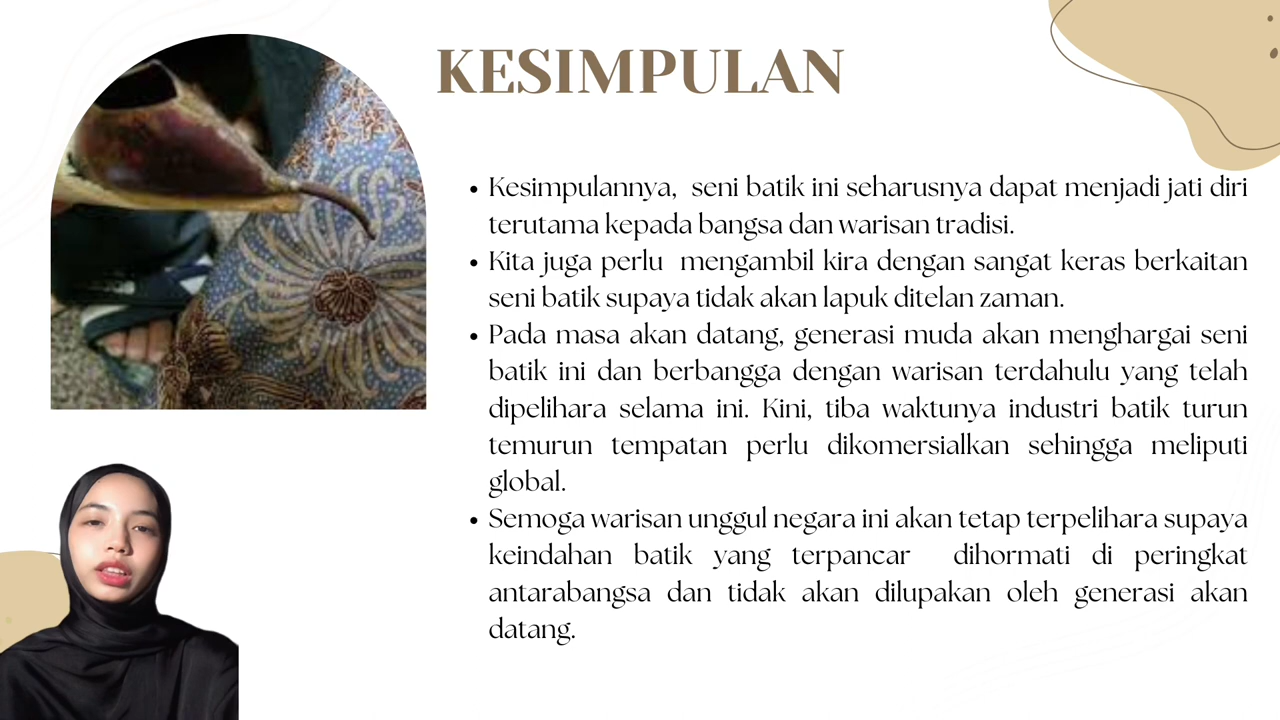 KESIMPULAN
• Kesimpulannya, seni batik ini seharusnya dapat menjadi jati diri
terutama kepada bangsa dan warisan tradisi.
• Kita juga perlu mengambil kira dengan sangat keras berkaitan
seni batik supaya tidak akan lapuk ditelan zaman.
• Pada masa akan datang, generasi muda akan menghargai seni
batik ini dan berbangga dengan warisan terdahulu yang telah
dipelihara selama ini. Kini, tiba waktunya industri batik turun
temurun tempatan perlu dikomersialkan sehingga meliputi
global.
• Semoga warisan unggul negara ini akan tetap terpelihara supaya
keindahan batik yang terpancar dihormati di peringkat
antarabangsa dan tidak akan dilupakan oleh generasi akan
datang.